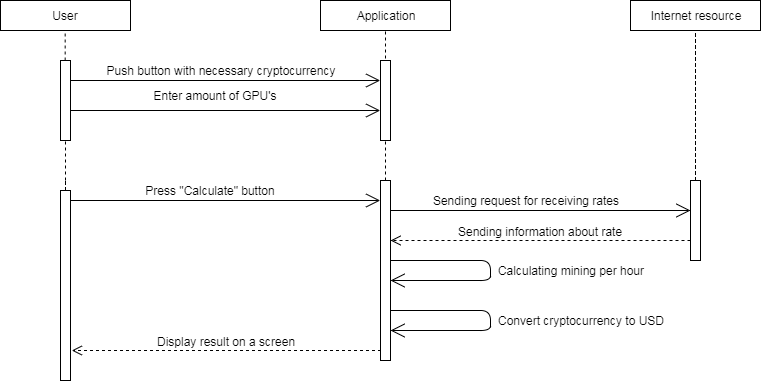 User
Application
Internet resource
Push button with necessary cryptocurrency
Enter amount of GPU's
Press "Calculate" button
Sending request for receiving rates
Sending information about rate
Calculating mining per hour
Convert cryptocurrency to USD
Display result on a screen